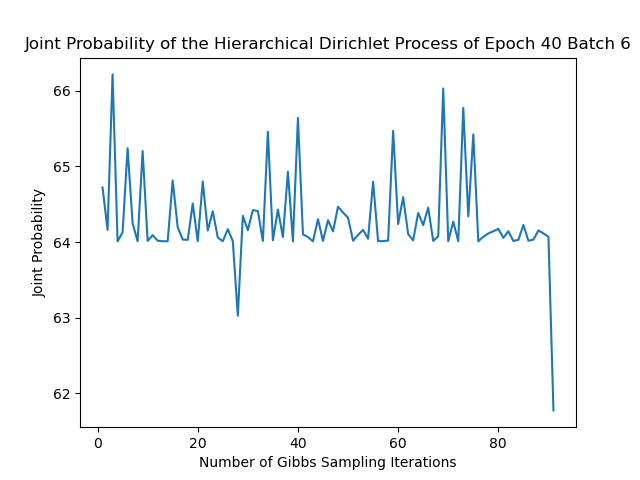 Joint Probability of the Hierarchical Dirichlet Process of Epoch 40 Batch 6
66
65
64
63
62
Joint Probability
0 20 40 60 80
Number of Gibbs Sampling Iterations